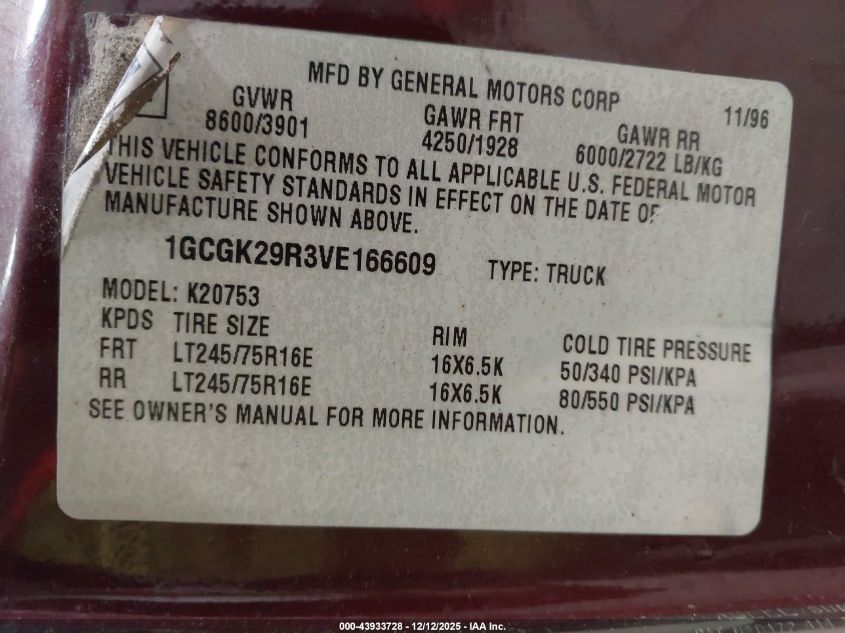 MFD BY GENERAL MOTORS CORP 11/96
GVWR GAWR FRT GAWR RR
8600/3901 4250/1928 6000/2722 LB/KG
THIS VEHICLE CONFORMS TO ALL APPLICABLE U.S. FEDERAL MOTOR
VEHICLE SAFETY STANDARDS IN EFFECT ON THE DATE OF
MANUFACTURE SHOWN ABOVE.
1GCGK29R3VE166609 TYPE: TRUCK
MODEL: K20753
KPDS TIRE SIZE RIM COLD TIRE PRESSURE
FRT LT245/75R16E 16X6.5K 50/340 PSI/KPA
RR LT245/75R16E 16X6.5K 80/550 PSI/KPA
SEE OWNER'S MANUAL FOR MORE INFORMATION.
000-43933728 - 12/12/2025 - IAA Inc.